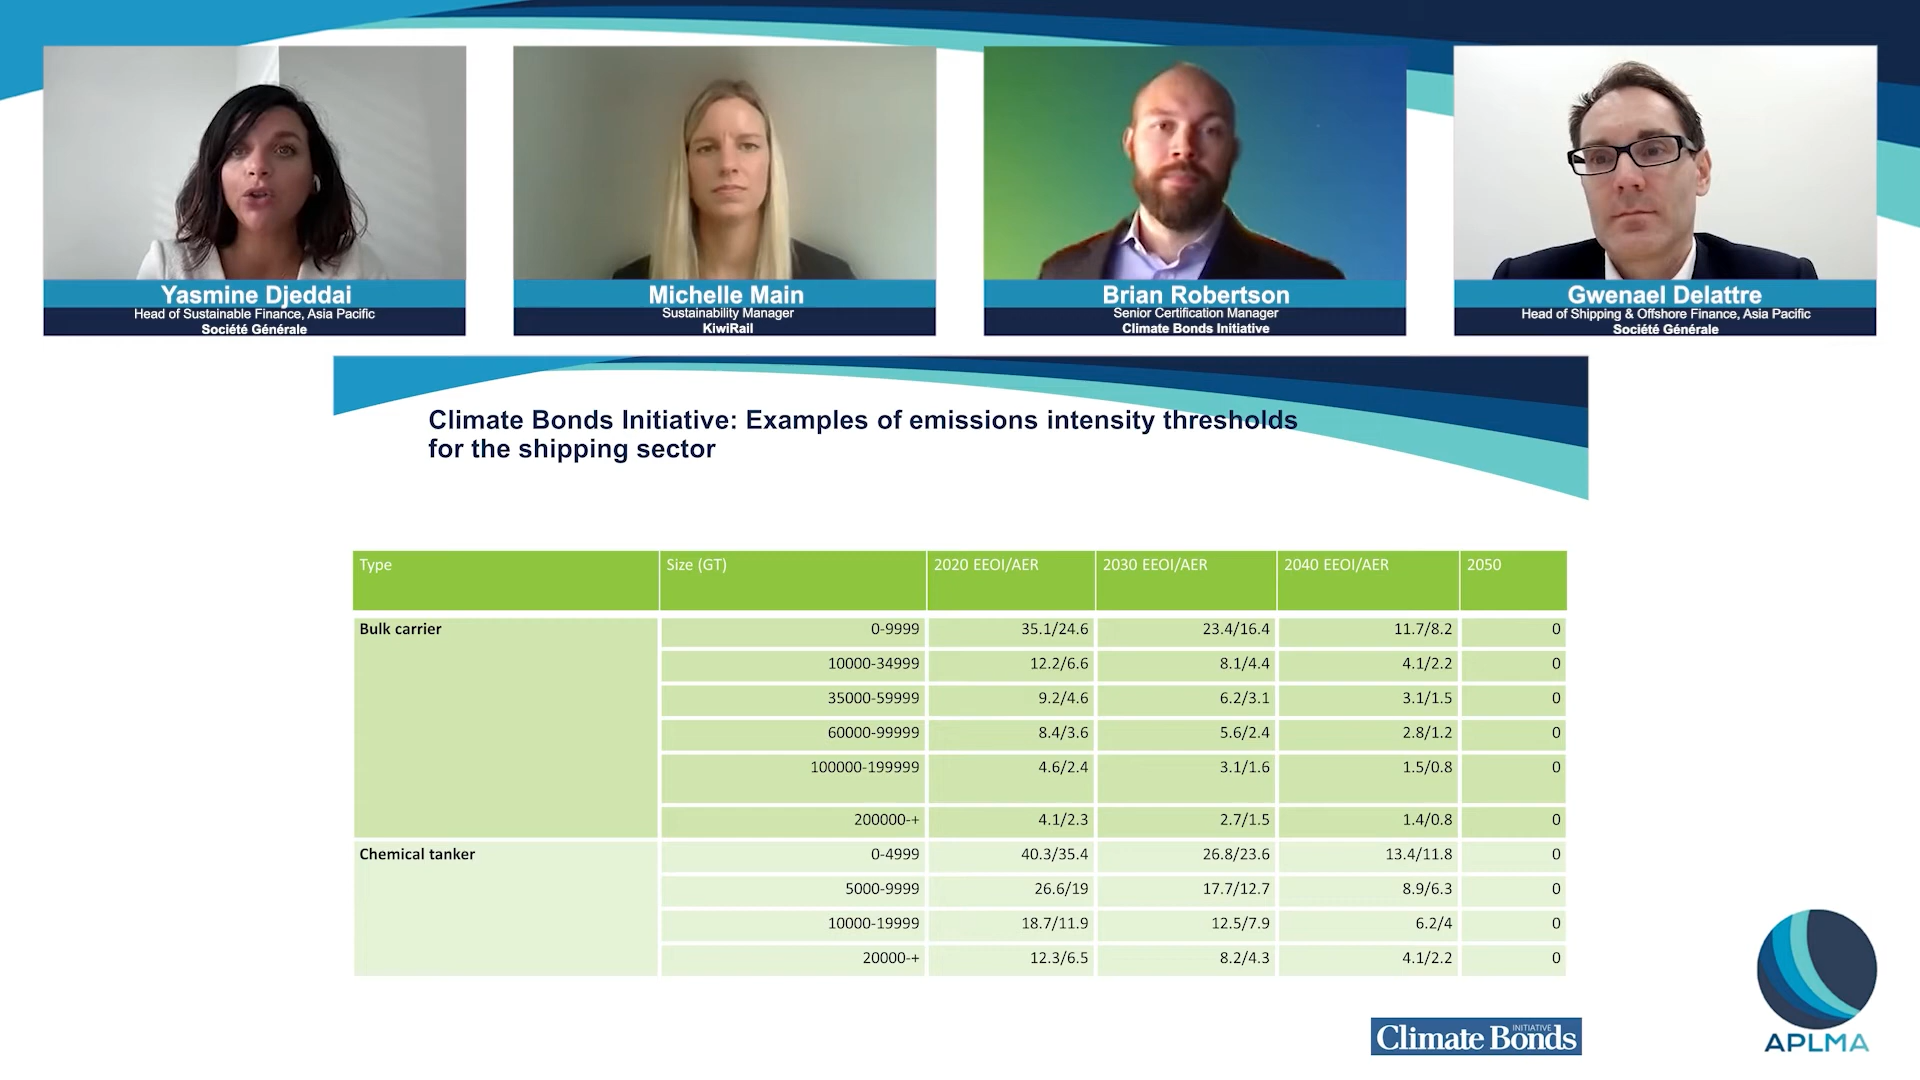 Yasmine Djeddai
Head of Sustainable Finance, Asia Pacific
Société Générale
Michelle Main
Sustainability Manager
KiwiRail
Brian Robertson
Senior Certification Manager
Climate Bonds Initiative
Gwenael Delattre
Head of Shipping & Offshore Finance, Asia Pacific
Société Générale
Climate Bonds Initiative: Examples of emissions intensity thresholds
for the shipping sector
Type Size (GT) 2020 EEOI/AER 2030 EEOI/AER 2040 EEOI/AER 2050
Bulk carrier 0-9999 35.1/24.6 23.4/16.4 11.7/8.2 0
10000-34999 12.2/6.6 8.1/4.4 4.1/2.2 0
35000-59999 9.2/4.6 6.2/3.1 3.1/1.5 0
60000-99999 8.4/3.6 5.6/2.4 2.8/1.2 0
100000-199999 4.6/2.4 3.1/1.6 1.5/0.8 0
200000-+ 4.1/2.3 2.7/1.5 1.4/0.8 0
Chemical tanker 0-4999 40.3/35.4 26.8/23.6 13.4/11.8 0
5000-9999 26.6/19 17.7/12.7 8.9/6.3 0
10000-19999 18.7/11.9 12.5/7.9 6.2/4 0
20000-+ 12.3/6.5 8.2/4.3 4.1/2.2 0
Climate Bonds INITIATIVE
APLMA